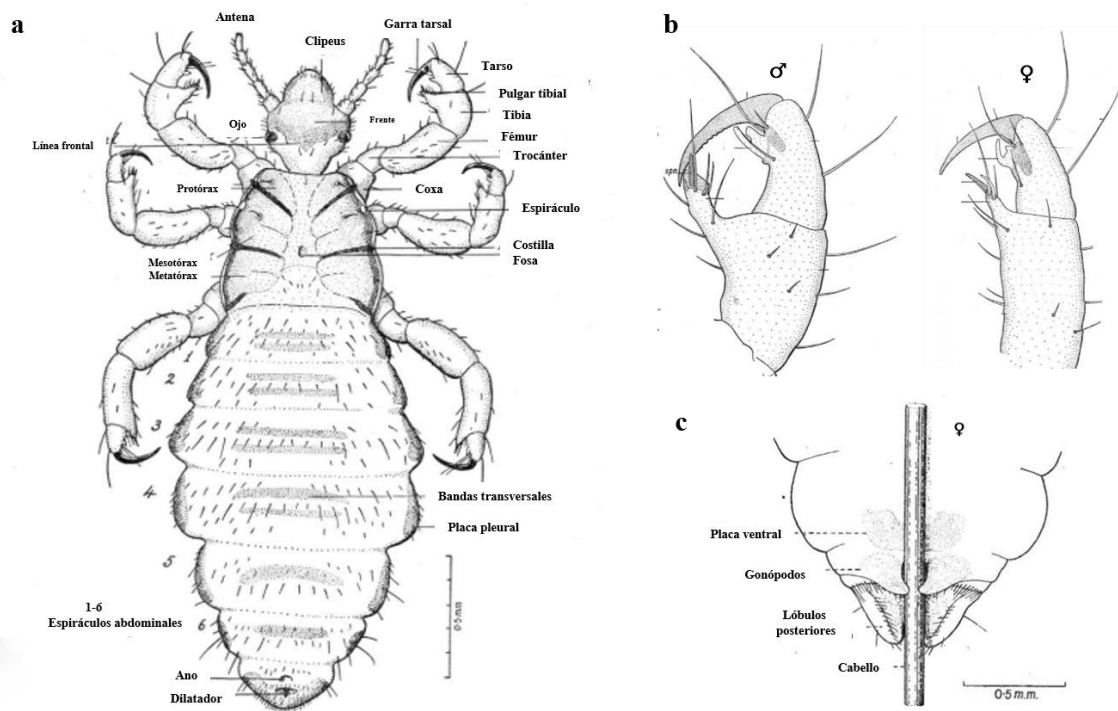 a
Antena
Clipeus
Garra tarsal
Tarso
Pulgar tibial
Tibia
Ojo
Frente
Fémur
Línea frontal
Trocánter
Protórax
Coxa
Espiráculo
Mesotórax
Metatórax
Costilla
Fosa
1
2
3
4
Bandas transversales
Placa pleural
5
1-6
Espiráculos abdominales
6
0·5 m.m.
Ano
Dilatador
b
♂
♀
spn.
c
♀
Placa ventral
Gonópodos
Lóbulos
posteriores
Cabello
0·5 m.m.